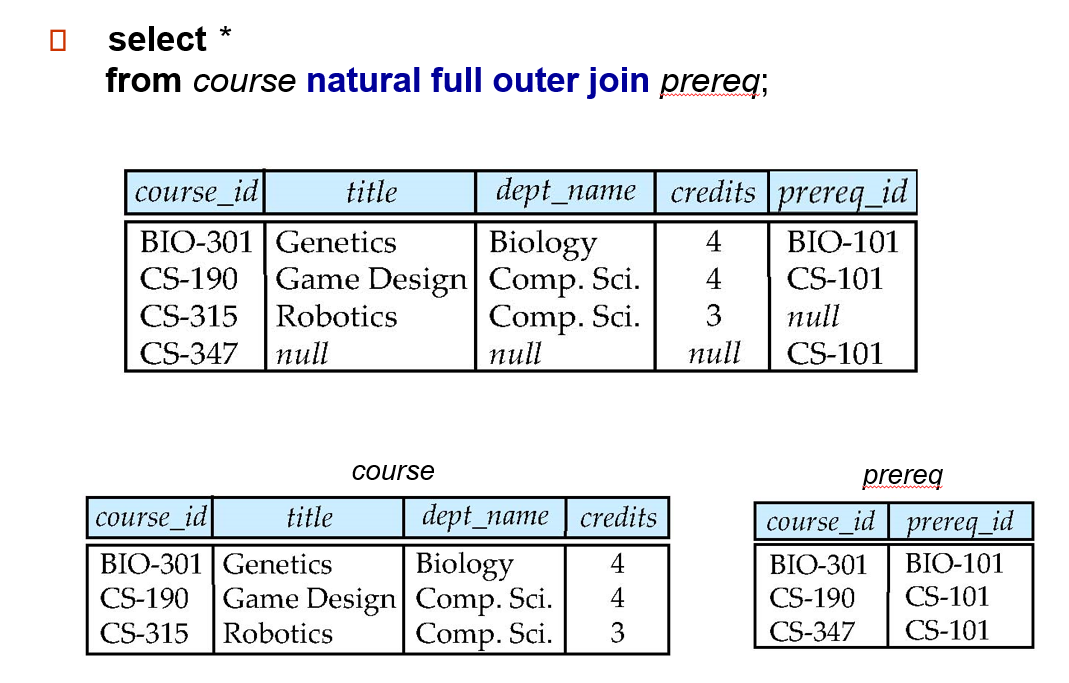 select *
from course natural full outer join prereq;
course_id title dept_name credits prereq_id
BIO-301 Genetics Biology 4 BIO-101
CS-190 Game Design Comp. Sci. 4 CS-101
CS-315 Robotics Comp. Sci. 3 null
CS-347 null null null CS-101
course
course_id title dept_name credits
BIO-301 Genetics Biology 4
CS-190 Game Design Comp. Sci. 4
CS-315 Robotics Comp. Sci. 3
prereq
course_id prereq_id
BIO-301 BIO-101
CS-190 CS-101
CS-347 CS-101